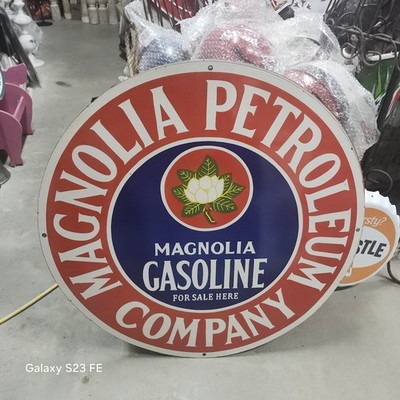 MAGNOLIA PETROLEUM
COMPANY
MAGNOLIA
GASOLINE
FOR SALE HERE
Galaxy S23 FE